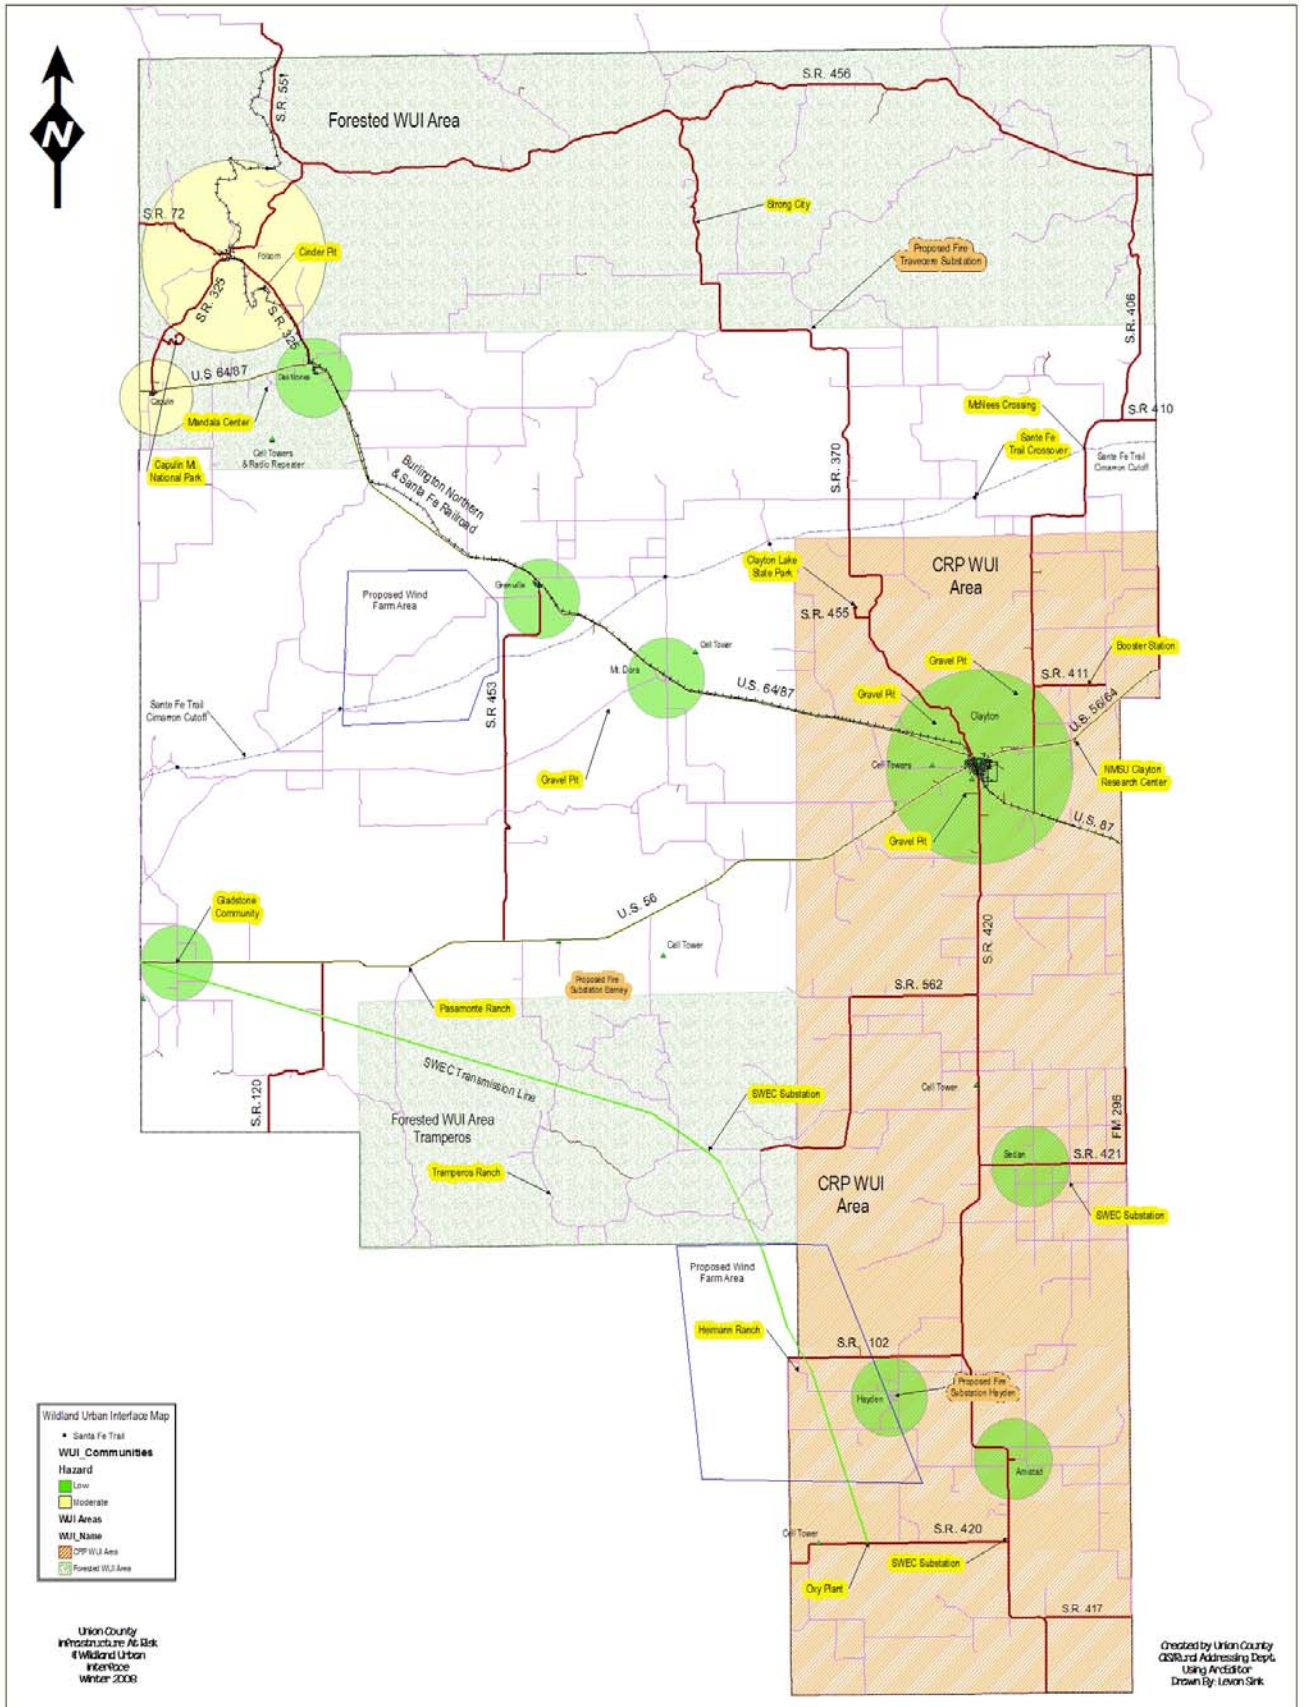 N
S.R. 551
Forested WUI Area
S.R. 456
S.R. 72
Folsom
Cinder Pit
S.R. 325
S.R. 325
Strong City
Proposed Fire
Travecere Substation
S.R. 406
U.S 64/87
Des Moines
Capulin
Mandala Center
Capulin Mt.
National Park
Cell Towers
& Radio Repeater
Burlington Northern
& Santa Fe Railroad
S.R. 370
McNees Crossing
S.R 410
Sante Fe
Trail Crossover
Sante Fe Trail
Cimarron Cutoff
Proposed Wind
Farm Area
Grenville
Clayton Lake
State Park
CRP WUI
Area
S.R. 455
Mt. Dora
Cell Tower
Booster Station
Gravel Pit
S.R. 411
U.S. 64/87
Gravel Pit
Clayton
U.S. 56/64
S.R 453
Sante Fe Trail
Cimarron Cutoff
Gravel Pit
Cell Towers
NMSU Clayton
Research Center
U.S. 87
Gravel Pit
Gladstone
Community
U.S. 56
S.R. 420
Cell Tower
Proposed Fire
Substation Barney
S.R. 562
Pasamonte Ranch
SWEC Transmission Line
S.R. 120
SWEC Substation
Cell Tower
Forested WUI Area
Tramperos
FM 296
Sedan
S.R. 421
Tramperos Ranch
CRP WUI
Area
SWEC Substation
Proposed Wind
Farm Area
Hermann Ranch
S.R. 102
Proposed Fire
Substation Hayden
Hayden
Amistad
Cell Tower
S.R. 420
SWEC Substation
Oxy Plant
S.R. 417
Wildland Urban Interface Map
Santa Fe Trail
WUI_Communities
Hazard
Low
Moderate
WUI Areas
WUI_Name
CRP WUI Area
Forested WUI Area
Union County
Infrastructure At Risk
& Wildland Urban
Interface
Winter 2008
Created by Union County
GIS/Rural Addressing Dept.
Using ArcEditor
Drawn By: Levon Sink